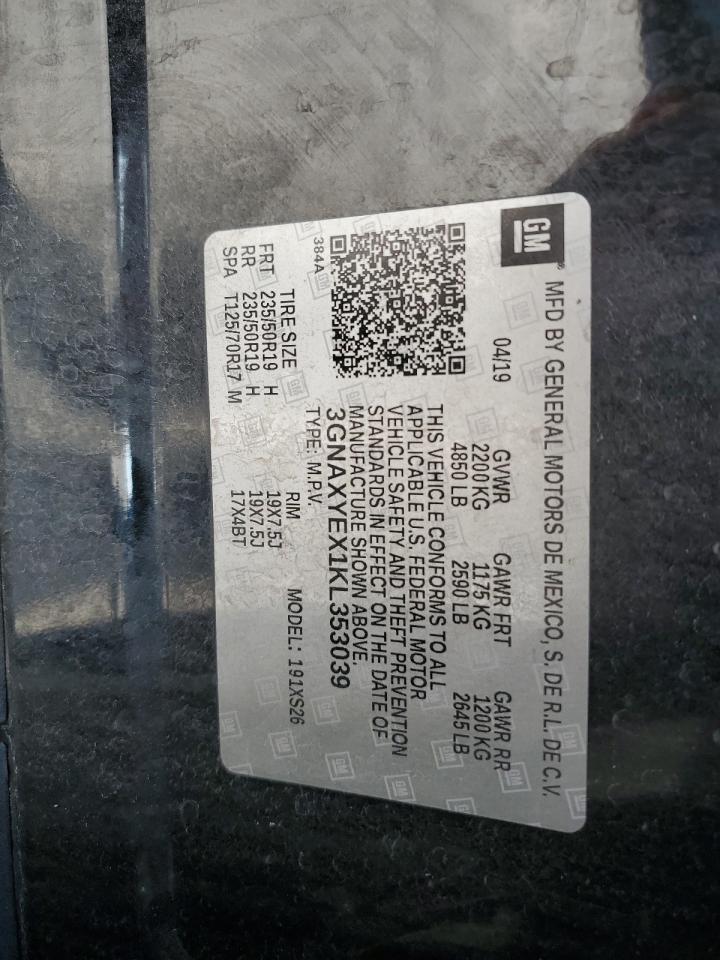 GM® MFD BY GENERAL MOTORS DE MEXICO, S. DE R.L. DE C.V.
04/19 GVWR GAWR FRT GAWR RR
2200 KG 1175 KG 1200 KG
4850 LB 2590 LB 2645 LB
THIS VEHICLE CONFORMS TO ALL
APPLICABLE U.S. FEDERAL MOTOR
VEHICLE SAFETY AND THEFT PREVENTION
STANDARDS IN EFFECT ON THE DATE OF
MANUFACTURE SHOWN ABOVE.
3GNAXYEX1KL353039
384A TYPE: M.P.V. MODEL: 191XS26
TIRE SIZE RIM
FRT 235/50R19 H 19X7.5J
RR 235/50R19 H 19X7.5J
SPA T125/70R17 M 17X4BT